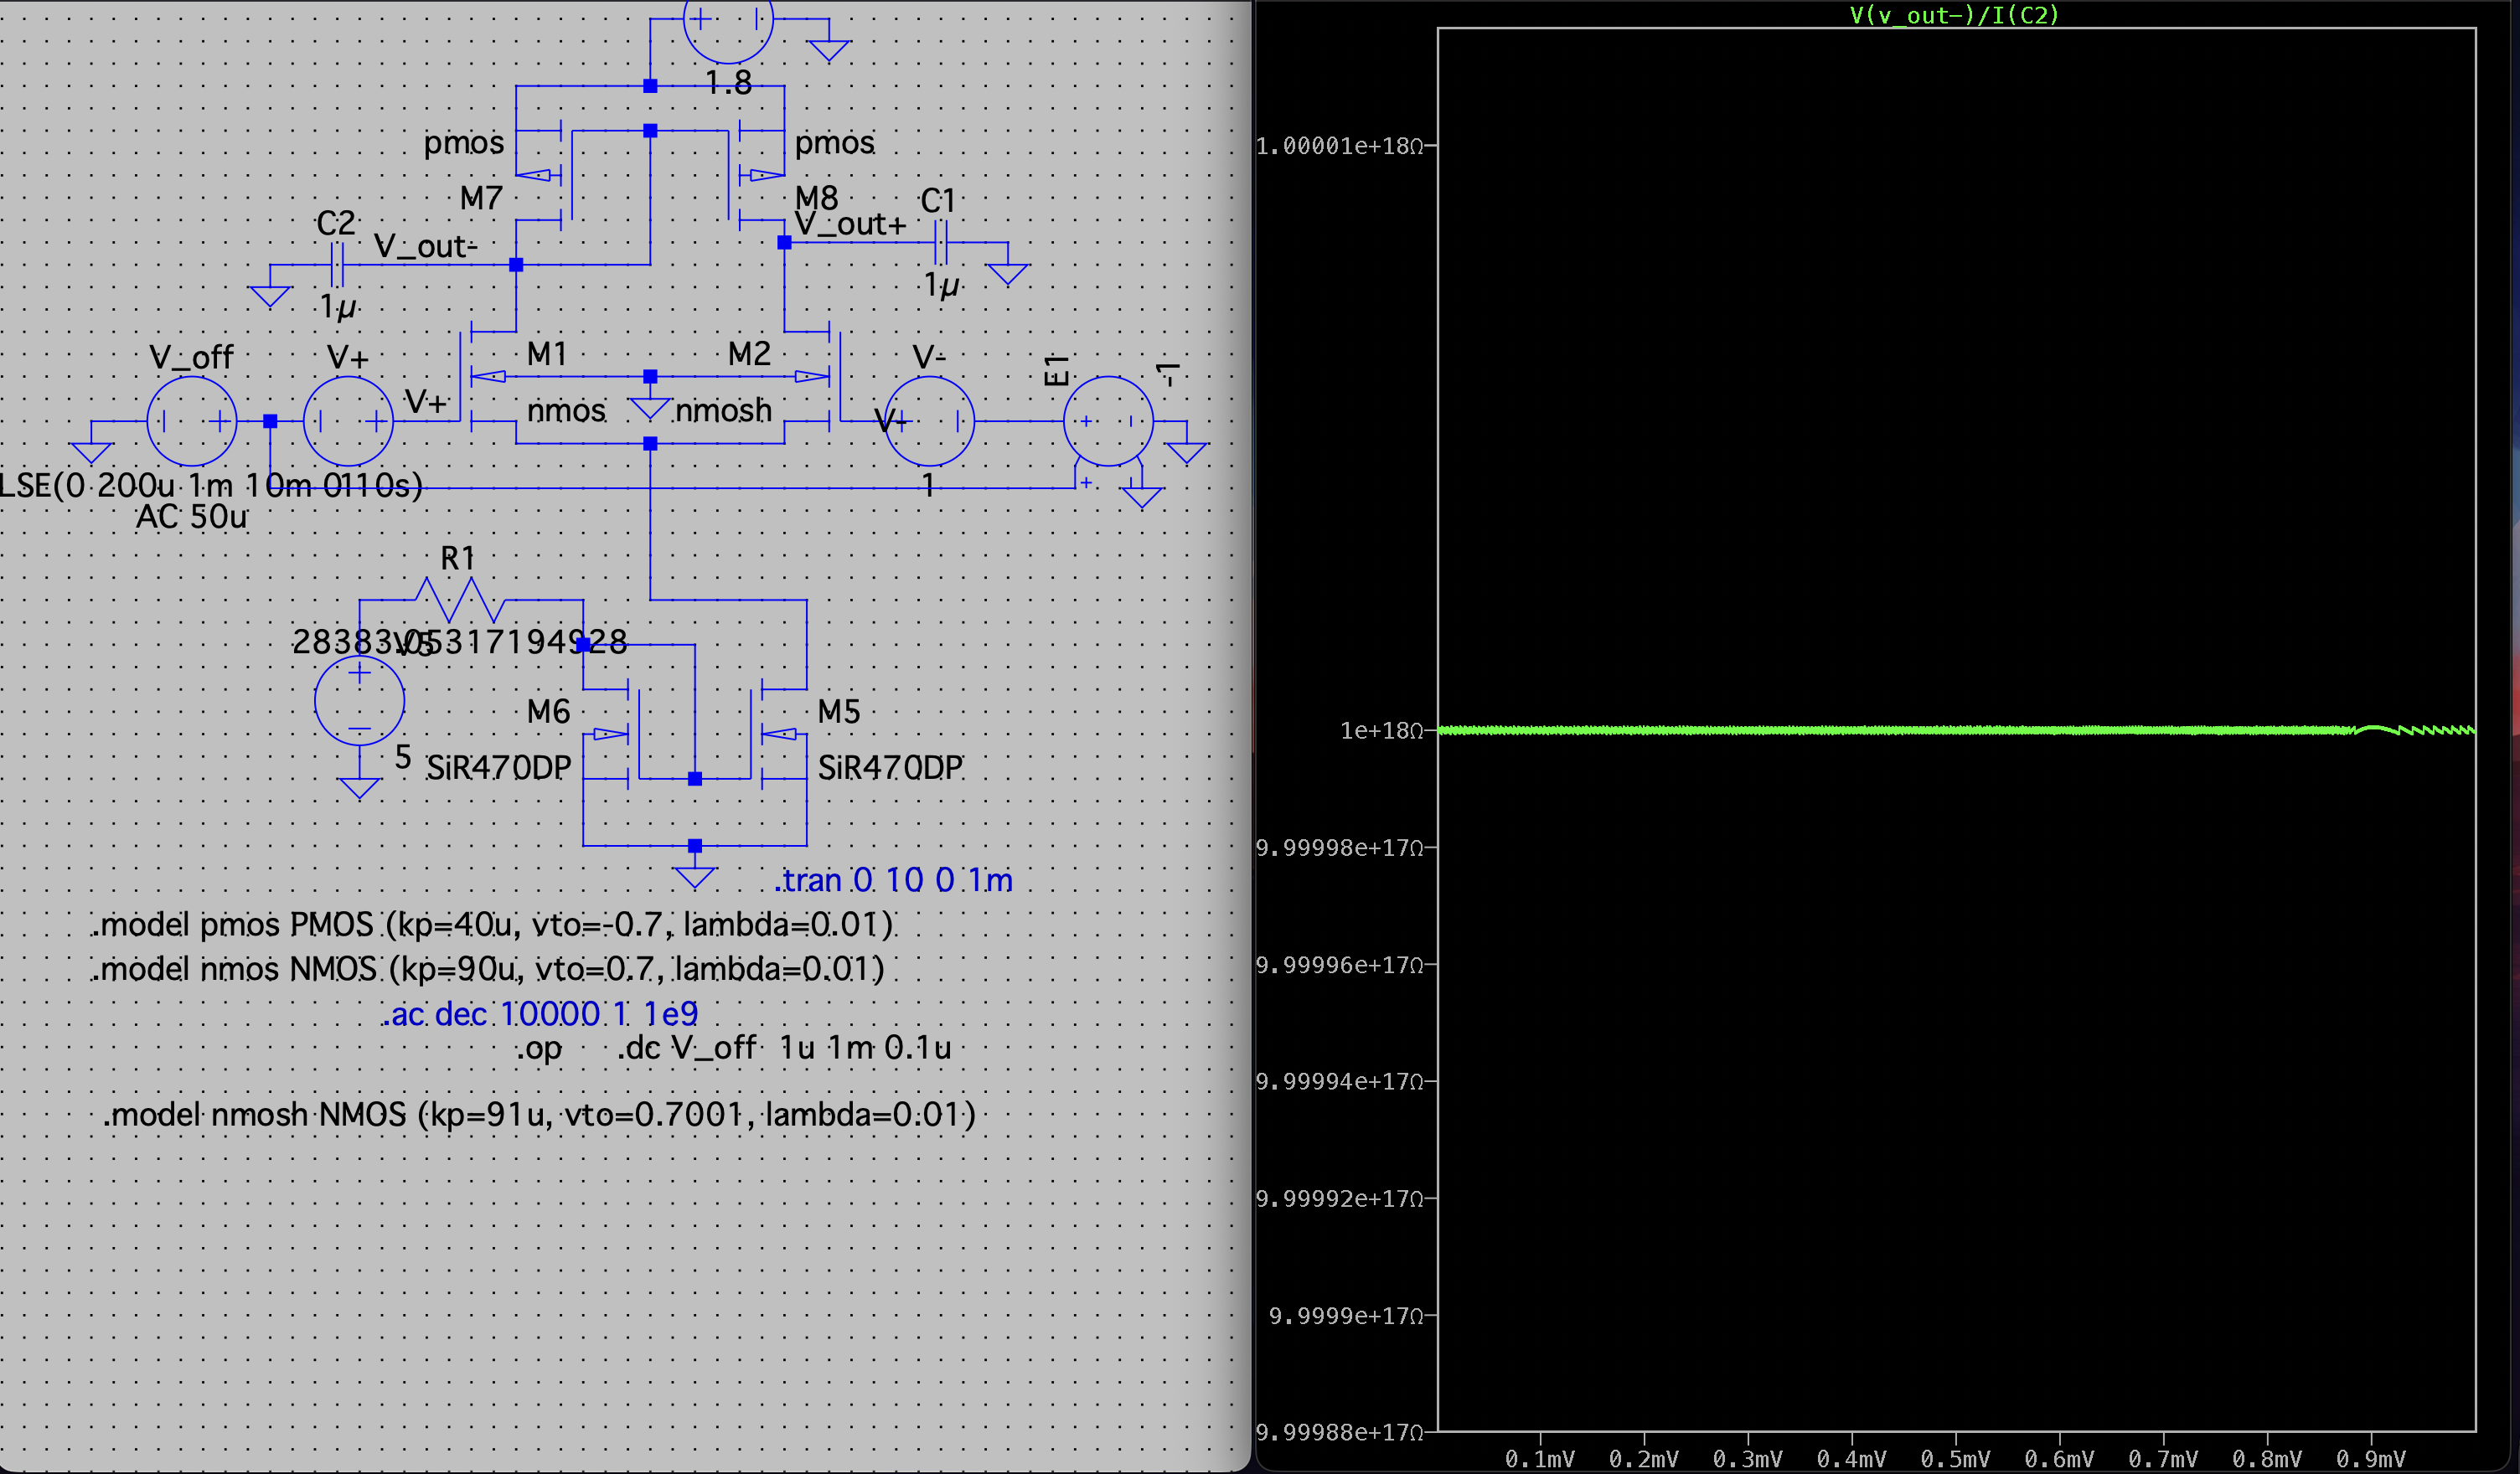 1.8
pmos
pmos
M7
M8
C1
C2
V_out-
V_out+
1µ
1µ
V_off
V+
M1
M2
V-
E1
-1
V+
nmos
nmosh
V-
LSE(0 200u 1m 10m 0110s)
1
AC 50u
R1
28383.05317194928
V5
M6
M5
5
SiR470DP
SiR470DP
.tran 0 10 0 1m
.model pmos PMOS (kp=40u, vto=-0.7, lambda=0.01)
.model nmos NMOS (kp=90u, vto=0.7, lambda=0.01)
.ac dec 10000 1 1e9
.op
.dc V_off 1u 1m 0.1u
.model nmosh NMOS (kp=91u, vto=0.7001, lambda=0.01)
V(v_out-)/I(C2)
1.00001e+18Ω
1e+18Ω
9.99998e+17Ω
9.99996e+17Ω
9.99994e+17Ω
9.99992e+17Ω
9.9999e+17Ω
9.99988e+17Ω
0.1mV
0.2mV
0.3mV
0.4mV
0.5mV
0.6mV
0.7mV
0.8mV
0.9mV